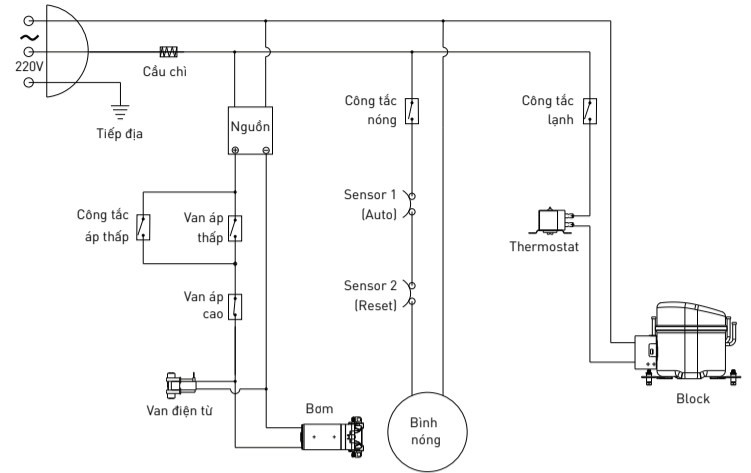 ~
220V
Cầu chì
Tiếp địa
Nguồn
Công tắc
nóng
Công tắc
lạnh
Công tắc
áp thấp
Van áp
thấp
Sensor 1
(Auto)
Thermostat
Sensor 2
(Reset)
Van áp
cao
Van điện từ
Bơm
Bình
nóng
Block